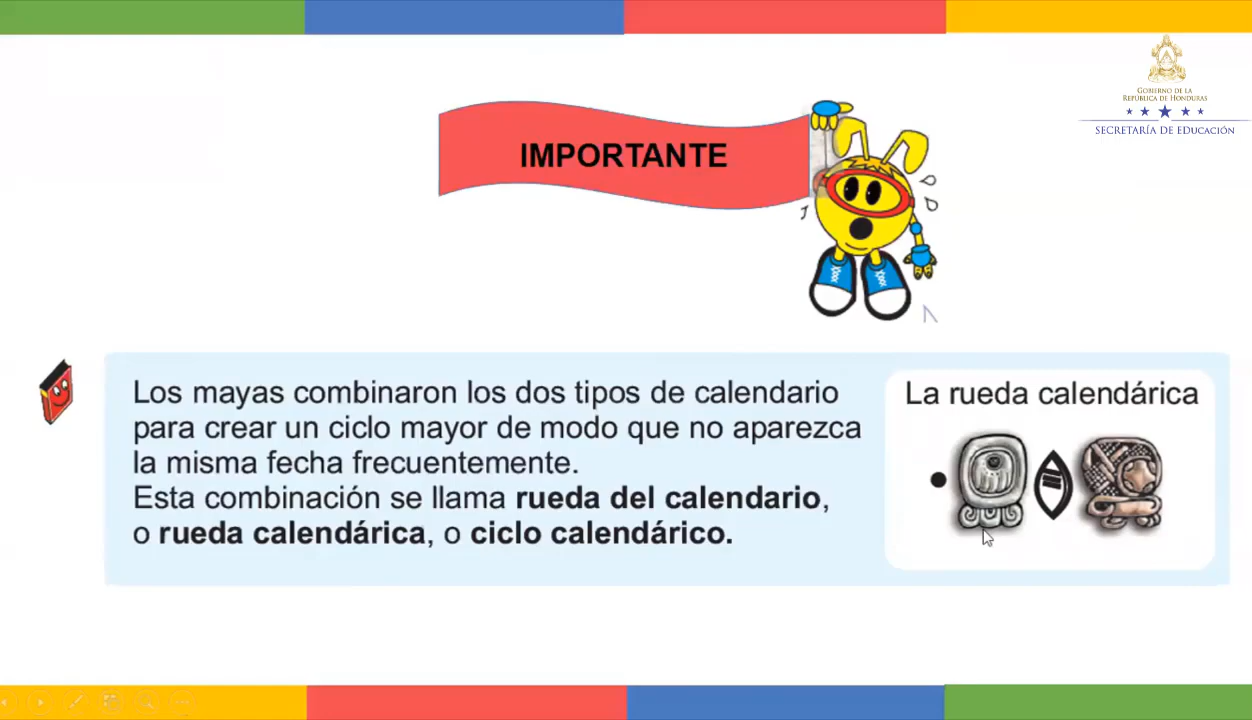 GOBIERNO DE LA
REPÚBLICA DE HONDURAS
SECRETARÍA DE EDUCACIÓN
IMPORTANTE
Los mayas combinaron los dos tipos de calendario
para crear un ciclo mayor de modo que no aparezca
la misma fecha frecuentemente.
Esta combinación se llama rueda del calendario,
o rueda calendárica, o ciclo calendárico.
La rueda calendárica